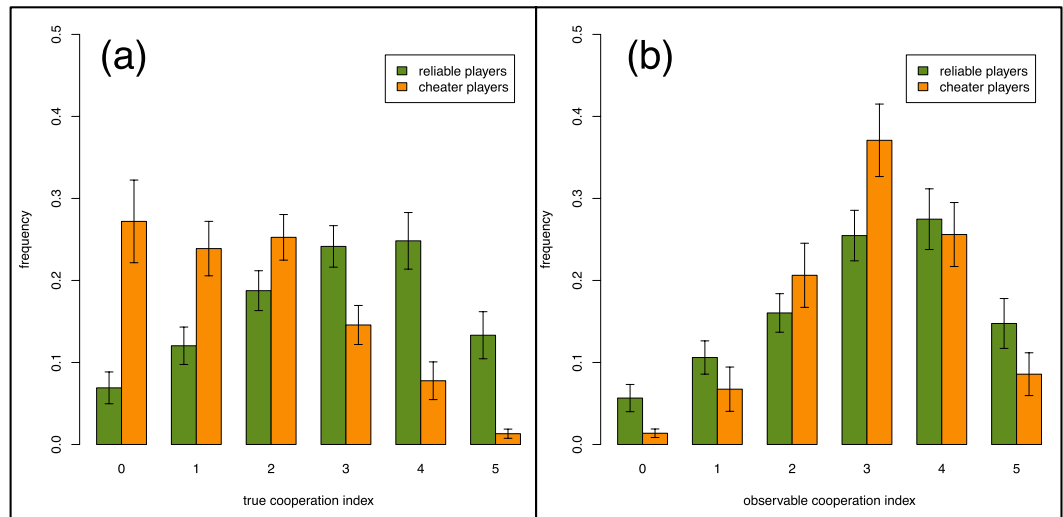 (a)
reliable players
cheater players
0.5
0.4
0.3
0.2
0.1
0.0
frequency
0 1 2 3 4 5
true cooperation index
(b)
reliable players
cheater players
0.5
0.4
0.3
0.2
0.1
0.0
frequency
0 1 2 3 4 5
observable cooperation index